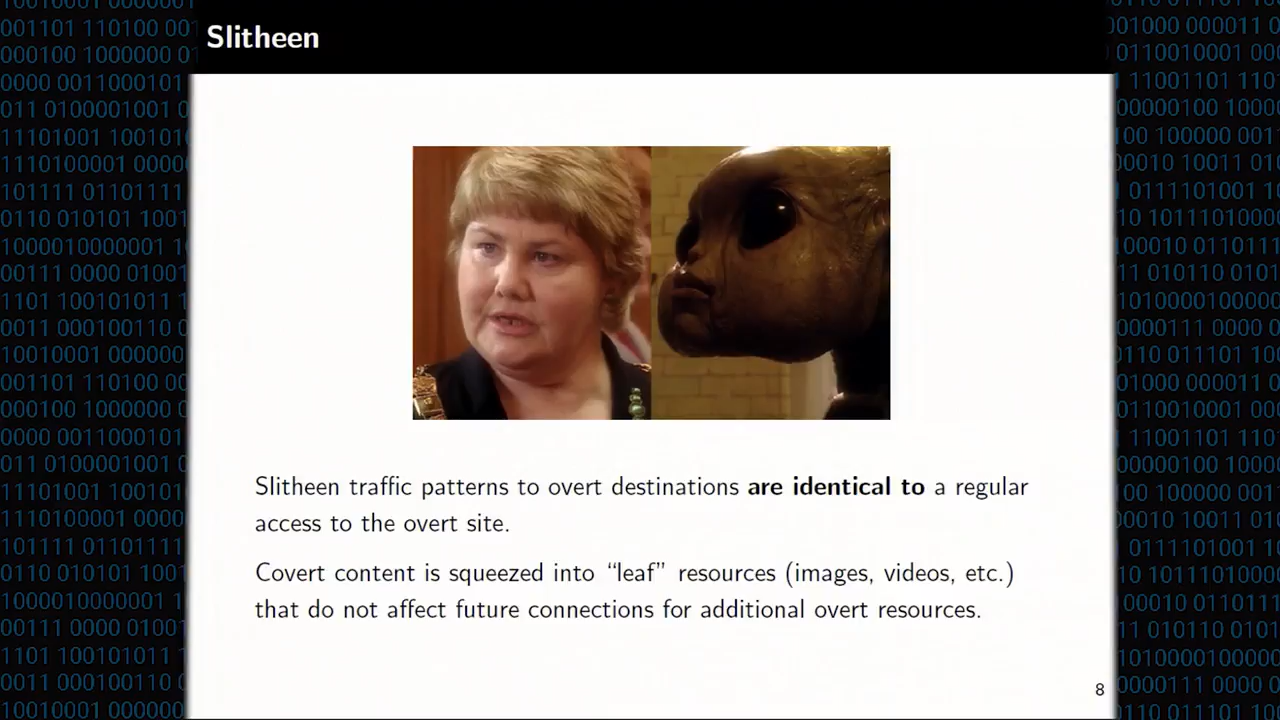 Slitheen
Slitheen traffic patterns to overt destinations are identical to a regular
access to the overt site.
Covert content is squeezed into “leaf” resources (images, videos, etc.)
that do not affect future connections for additional overt resources.
8